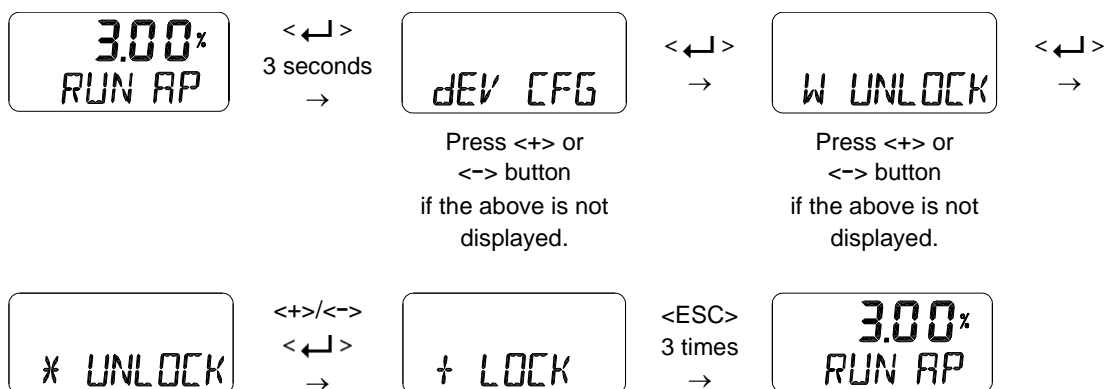 3.00%
RUN AP
< ↵ >
3 seconds
→
dEV CFG
< ↵ >
→
W UNLOCK
< ↵ >
→
Press <+> or
<−> button
if the above is not
displayed.
Press <+> or
<−> button
if the above is not
displayed.
* UNLOCK
<+>/<−>
< ↵ >
→
+ LOCK
<ESC>
3 times
→
3.00%
RUN AP